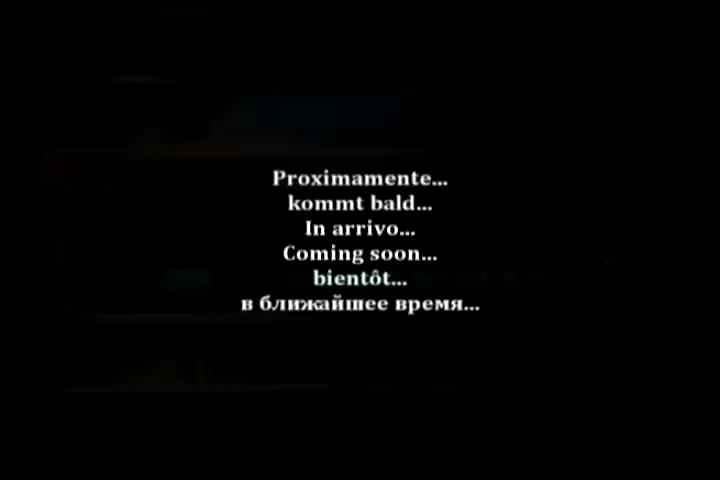 Proximamente...
kommt bald...
In arrivo...
Coming soon...
bientôt...
в ближайшее время...